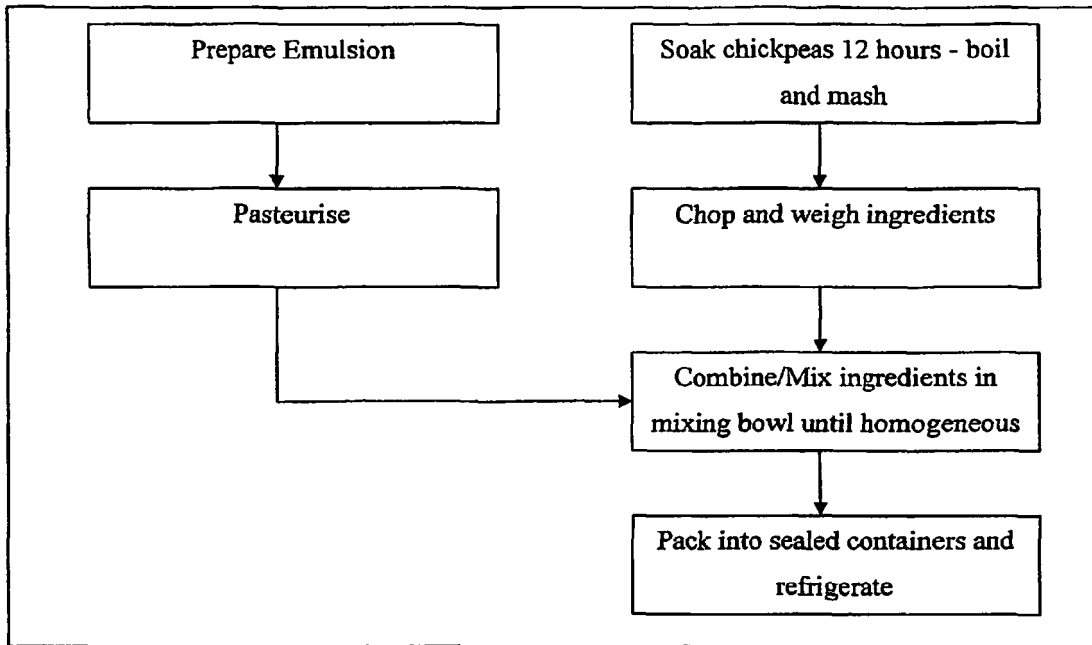 Prepare Emulsion
Soak chickpeas 12 hours - boil
and mash
Pasteurise
Chop and weigh ingredients
Combine/Mix ingredients in
mixing bowl until homogeneous
Pack into sealed containers and
refrigerate